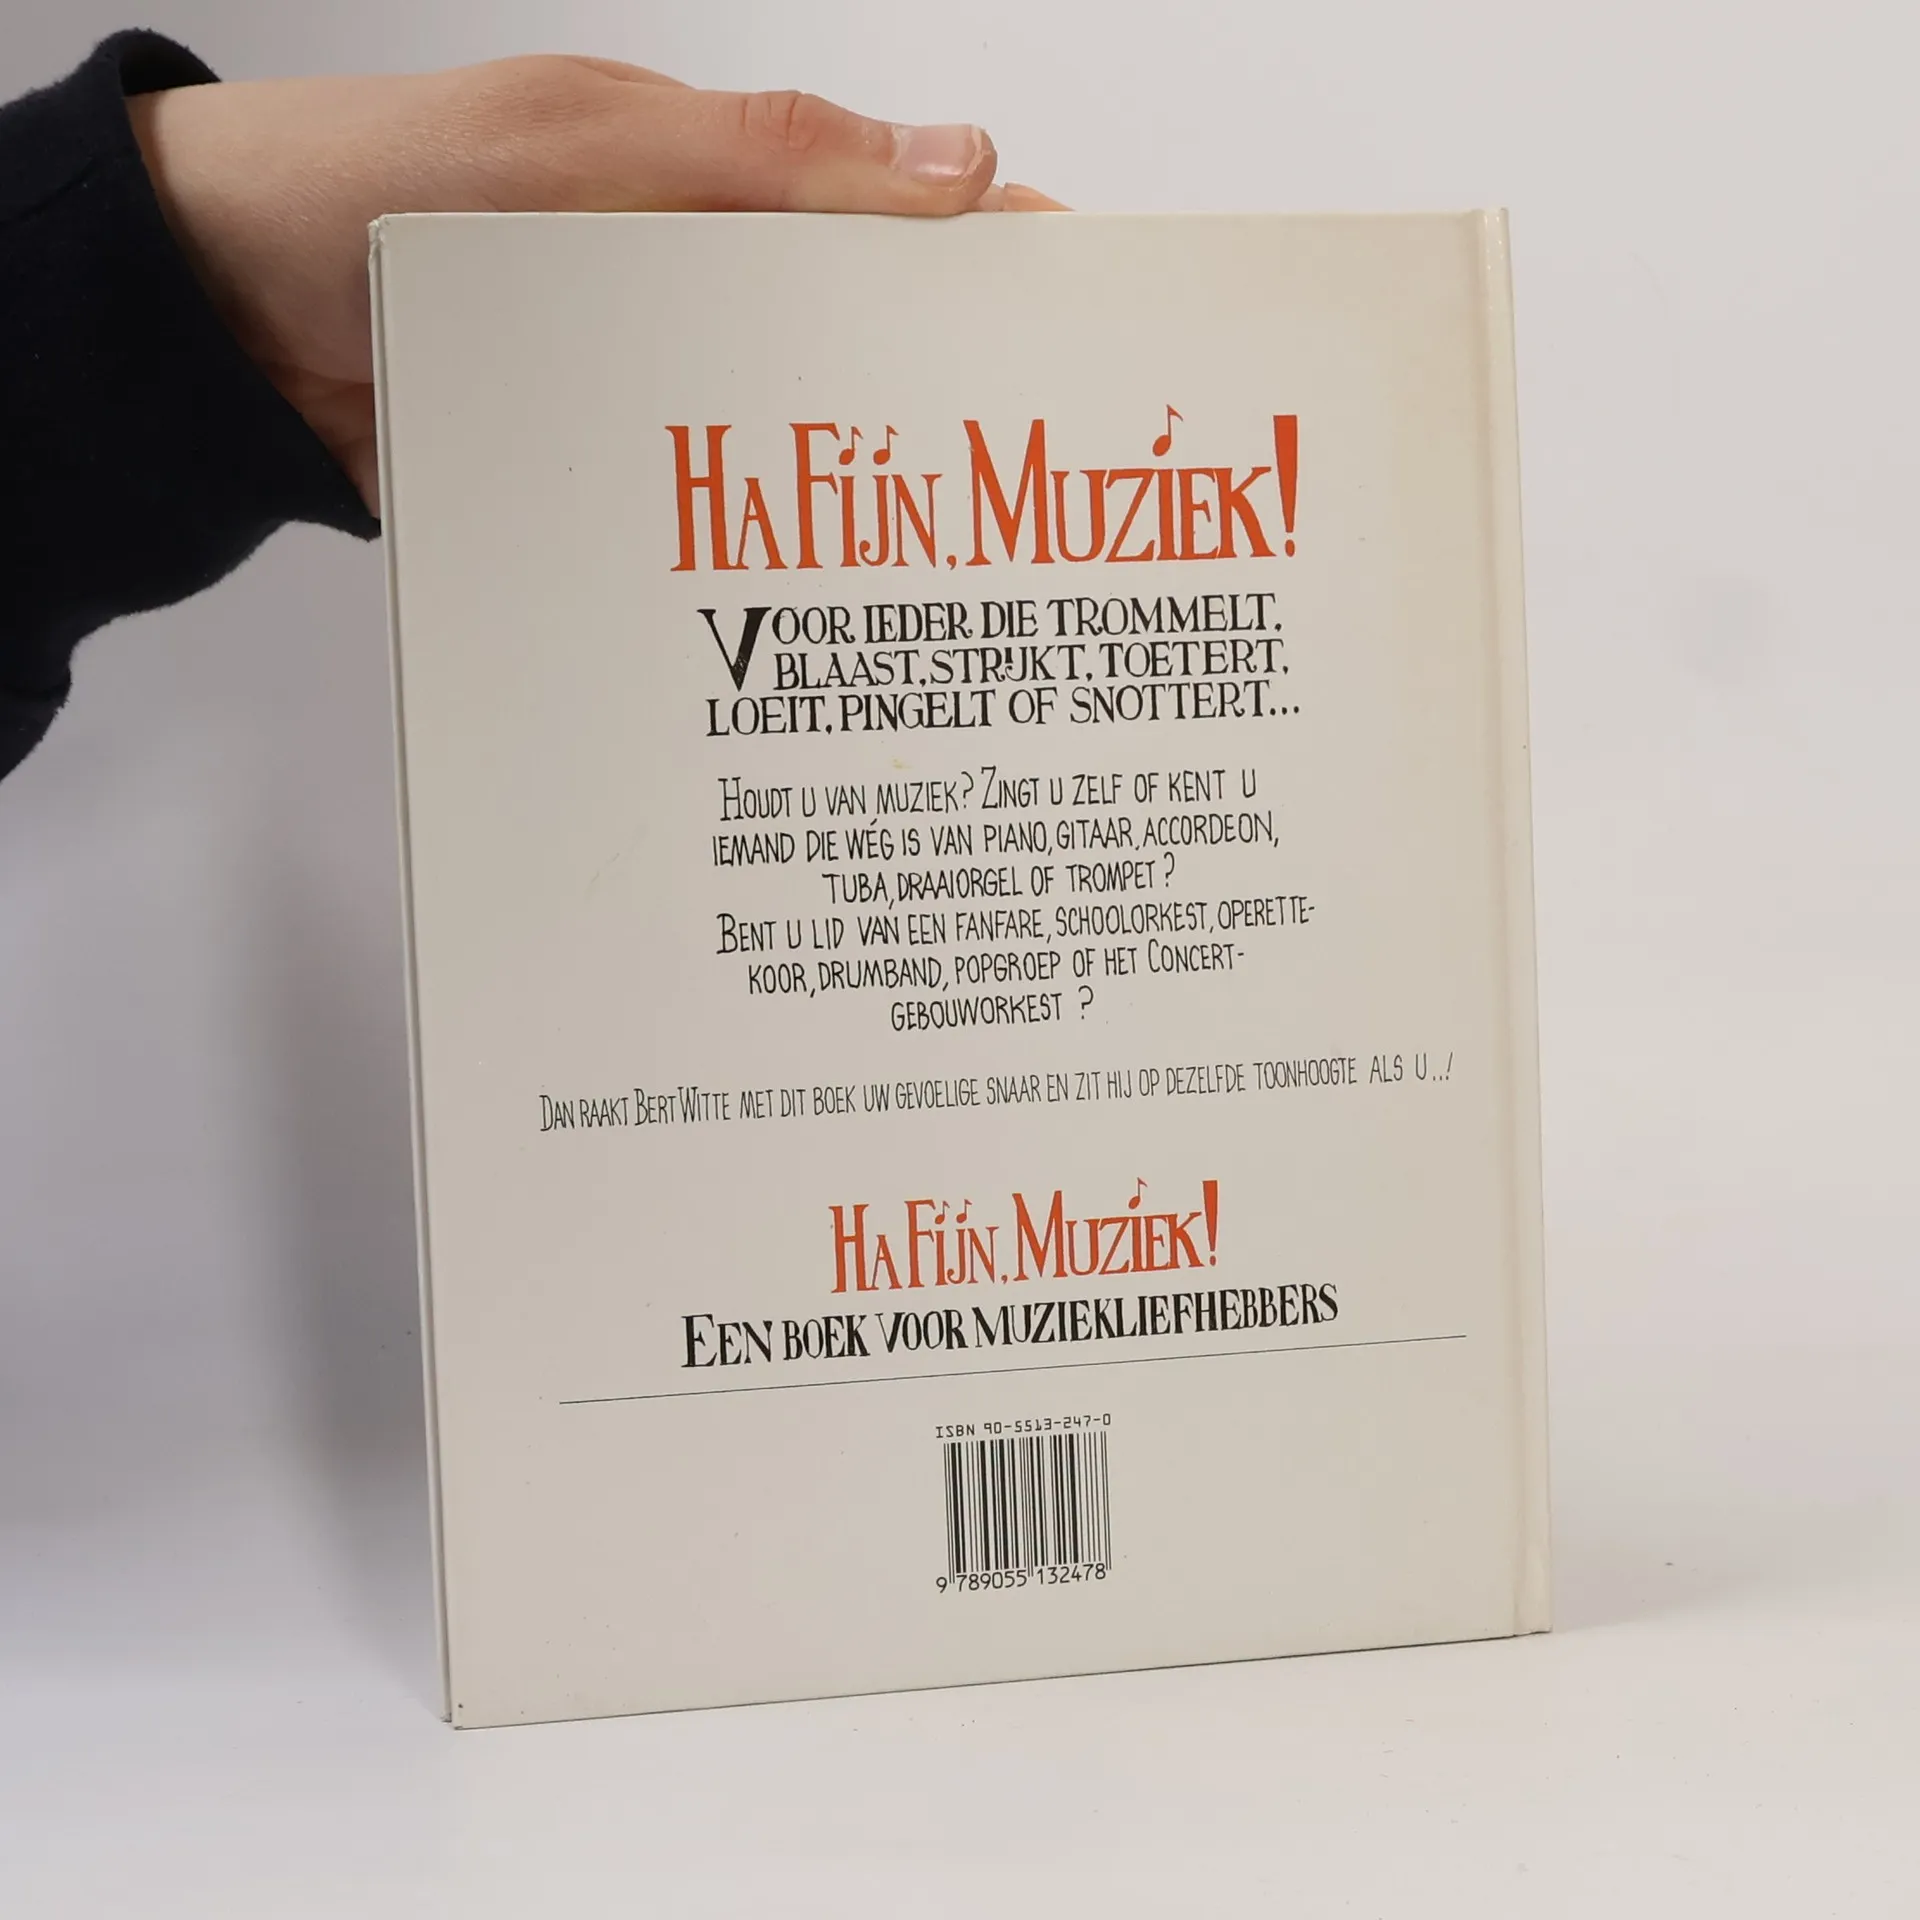 HA FIJN, MUZIEK!
VOOR IEDER DIE TROMMELT,
BLAAST, STRIJKT, TOETERT,
LOEIT, PINGELT OF SNOTTERT...
HOUDT U VAN MUZIEK? ZINGT U ZELF OF KENT U
IEMAND DIE WÉG IS VAN PIANO, GITAAR, ACCORDEON,
TUBA, DRAAIORGEL OF TROMPET?
BENT U LID VAN EEN FANFARE, SCHOOLORKEST, OPERETTE-
KOOR, DRUMBAND, POPGROEP OF HET CONCERT-
GEBOUWORKEST ?
DAN RAAKT BERT WITTE MET DIT BOEK UW GEVOELIGE SNAAR EN ZIT HIJ OP DEZELFDE TOONHOOGTE ALS U..!
HA FIJN, MUZIEK!
EEN BOEK VOOR MUZIEKLIEFHEBBERS
ISBN 90-5513-247-0
9 789055 132478